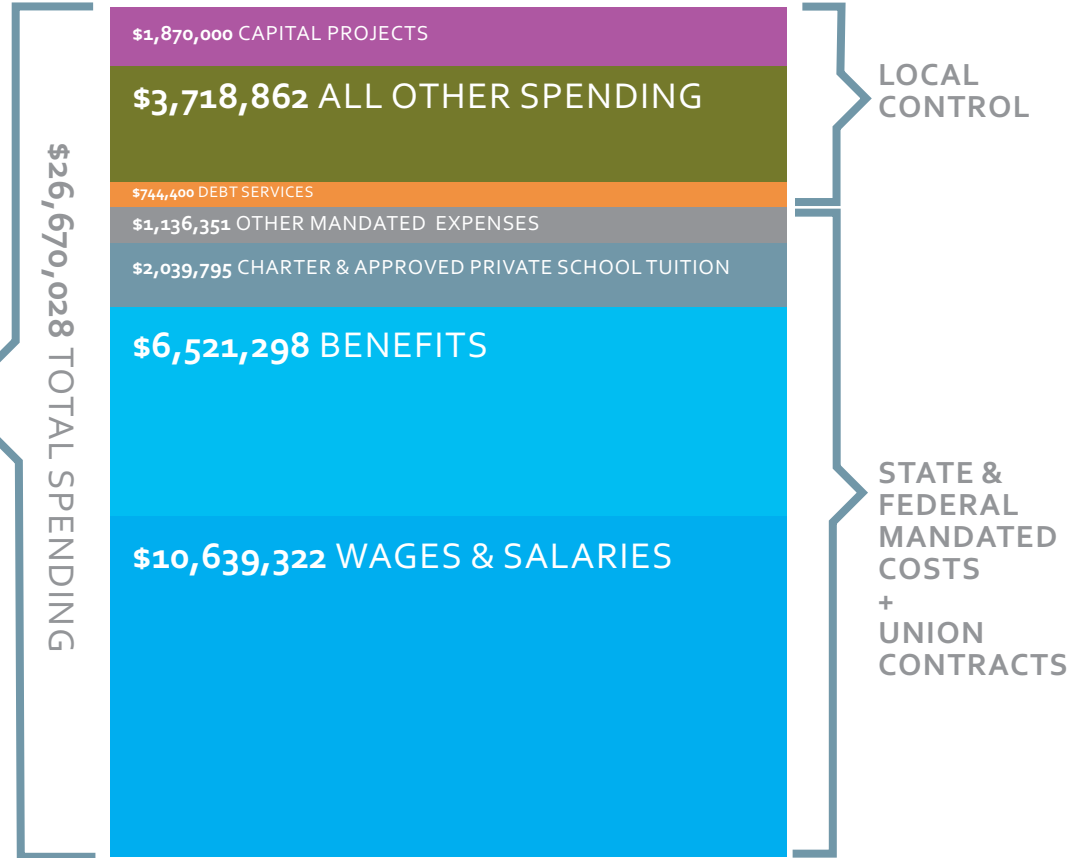 $26,670,028 TOTAL SPENDING
$1,870,000 CAPITAL PROJECTS
$3,718,862 ALL OTHER SPENDING
$744,400 DEBT SERVICES
$1,136,351 OTHER MANDATED EXPENSES
$2,039,795 CHARTER & APPROVED PRIVATE SCHOOL TUITION
$6,521,298 BENEFITS
$10,639,322 WAGES & SALARIES
LOCAL
CONTROL
STATE &
FEDERAL
MANDATED
COSTS
+
UNION
CONTRACTS